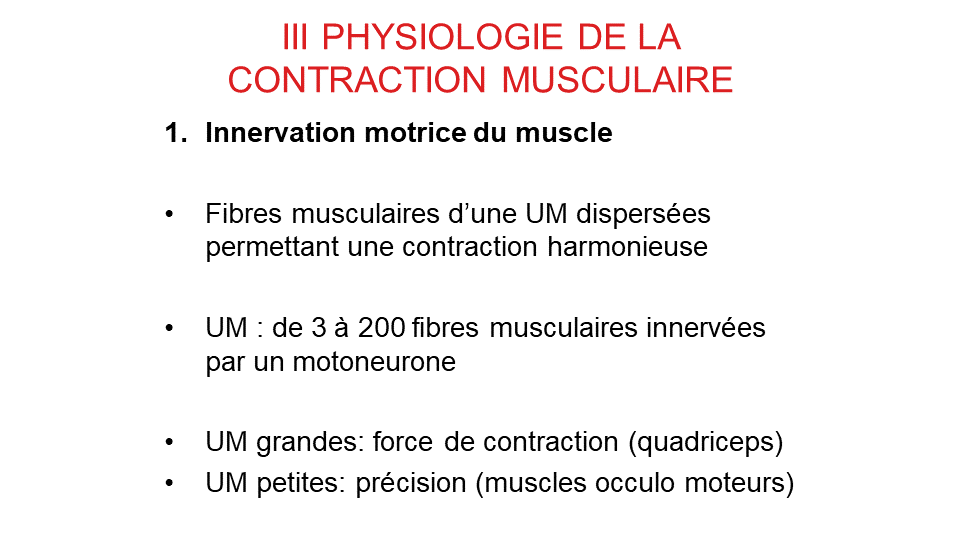 III PHYSIOLOGIE DE LA
CONTRACTION MUSCULAIRE
1. Innervation motrice du muscle
• Fibres musculaires d’une UM dispersées
permettant une contraction harmonieuse
• UM : de 3 à 200 fibres musculaires innervées
par un motoneurone
• UM grandes: force de contraction (quadriceps)
• UM petites: précision (muscles occulo moteurs)